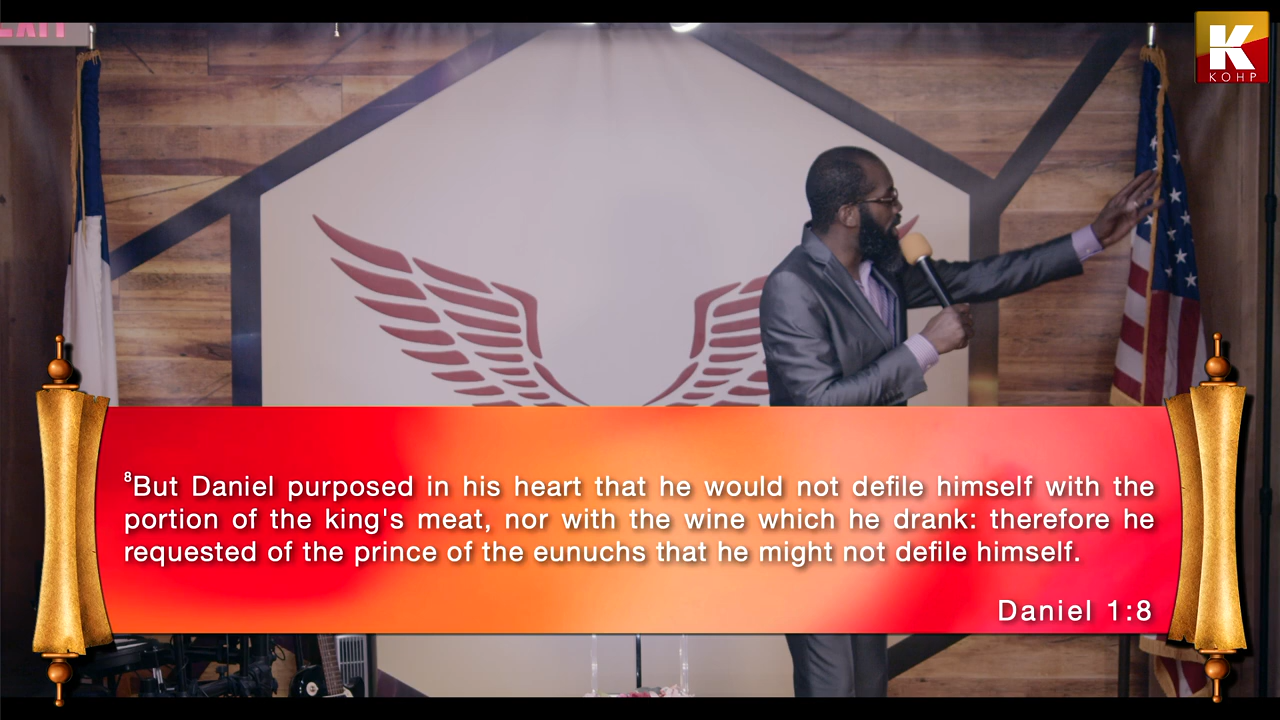 EXIT
K
KOHP
⁸But Daniel purposed in his heart that he would not defile himself with the
portion of the king's meat, nor with the wine which he drank: therefore he
requested of the prince of the eunuchs that he might not defile himself.
Daniel 1:8